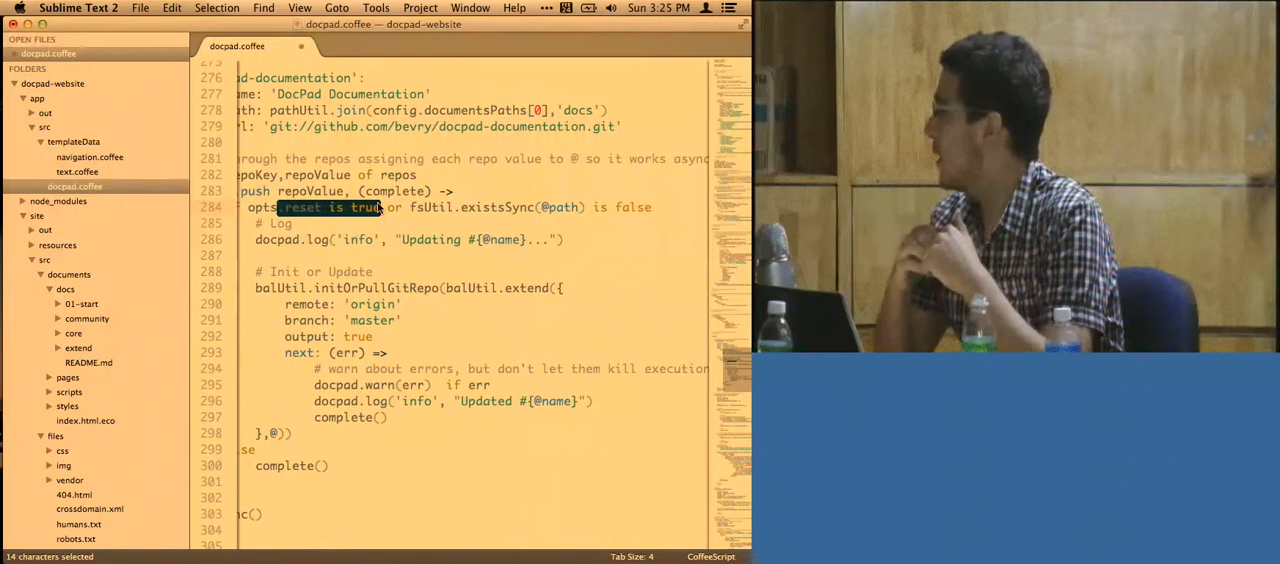 Sublime Text 2 File Edit Selection Find View Goto Tools Project Window Help Sun 3:25 PM
docpad.coffee — docpad-website
OPEN FILES
docpad.coffee
FOLDERS
docpad-website
app
out
src
templateData
navigation.coffee
text.coffee
docpad.coffee
node_modules
site
out
resources
src
documents
docs
01-start
community
core
extend
README.md
pages
scripts
styles
index.html.eco
files
css
img
vendor
404.html
crossdomain.xml
humans.txt
robots.txt
docpad.coffee
275
276 ad-documentation':
277 ame: 'DocPad Documentation'
278 ath: pathUtil.join(config.documentsPaths[0],'docs')
279 rl: 'git://github.com/bevry/docpad-documentation.git'
280
281 hrough the repos assigning each repo value to @ so it works async
282 epoKey,repoValue of repos
283 push repoValue, (complete) ->
284 opts.reset is true or fsUtil.existsSync(@path) is false
285 # Log
286 docpad.log('info', "Updating #{@name}...")
287
288 # Init or Update
289 balUtil.initOrPullGitRepo(balUtil.extend({
290 remote: 'origin'
291 branch: 'master'
292 output: true
293 next: (err) =>
294 # warn about errors, but don't let them kill execution
295 docpad.warn(err) if err
296 docpad.log('info', "Updated #{@name}")
297 complete()
298 },@))
299 se
300 complete()
301
302
303 nc()
304
305
14 characters selected Tab Size: 4 CoffeeScript